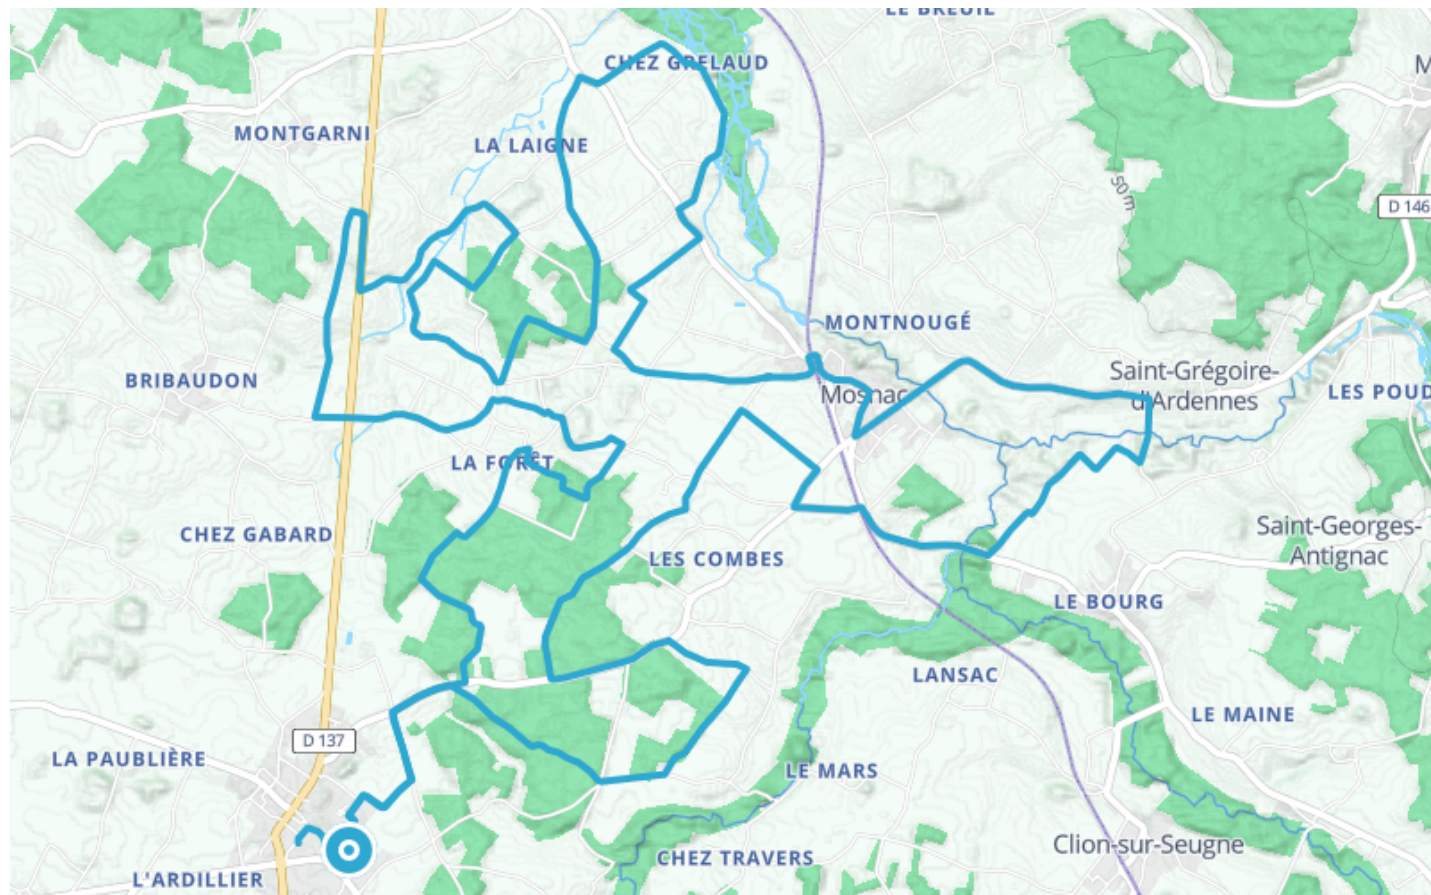 LE BREUIL
CHEZ GRELAUD
MONTGARNI
LA LAIGNE
50 m
D 146
MONTNOUGÉ
BRIBAUDON
Saint-Grégoire-
d'Ardennes
Mosnac
LES POUD
LA FORÊT
CHEZ GABARD
LES COMBES
Saint-Georges-
Antignac
LE BOURG
LANSAC
LE MAINE
D 137
LA PAUBLIÈRE
LE MARS
CHEZ TRAVERS
Clion-sur-Seugne
L'ARDILLIER